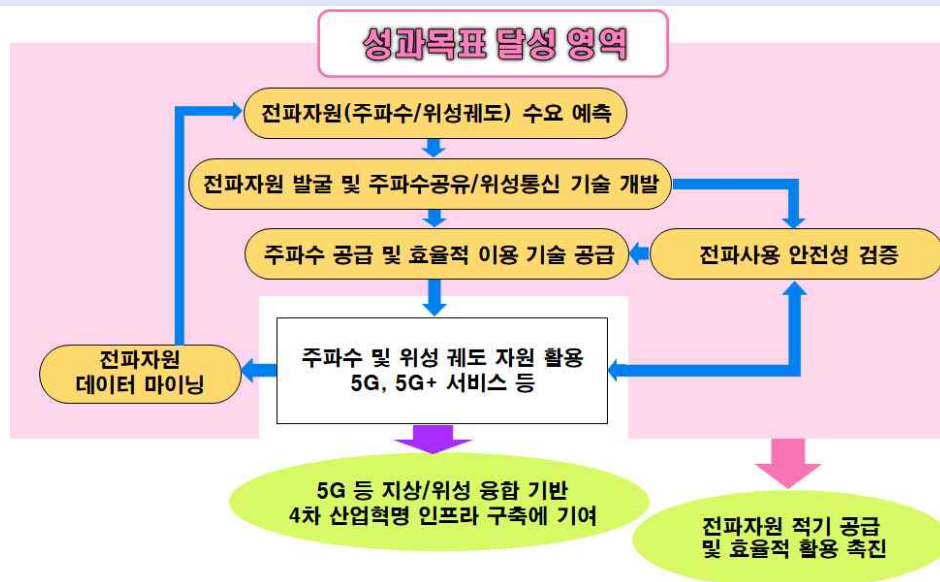 성과목표 달성 영역
전파자원(주파수/위성궤도) 수요 예측
전파자원 발굴 및 주파수공유/위성통신 기술 개발
주파수 공급 및 효율적 이용 기술 공급
전파사용 안전성 검증
주파수 및 위성 궤도 자원 활용
5G, 5G+ 서비스 등
전파자원
데이터 마이닝
5G 등 지상/위성 융합 기반
4차 산업혁명 인프라 구축에 기여
전파자원 적기 공급
및 효율적 활용 촉진